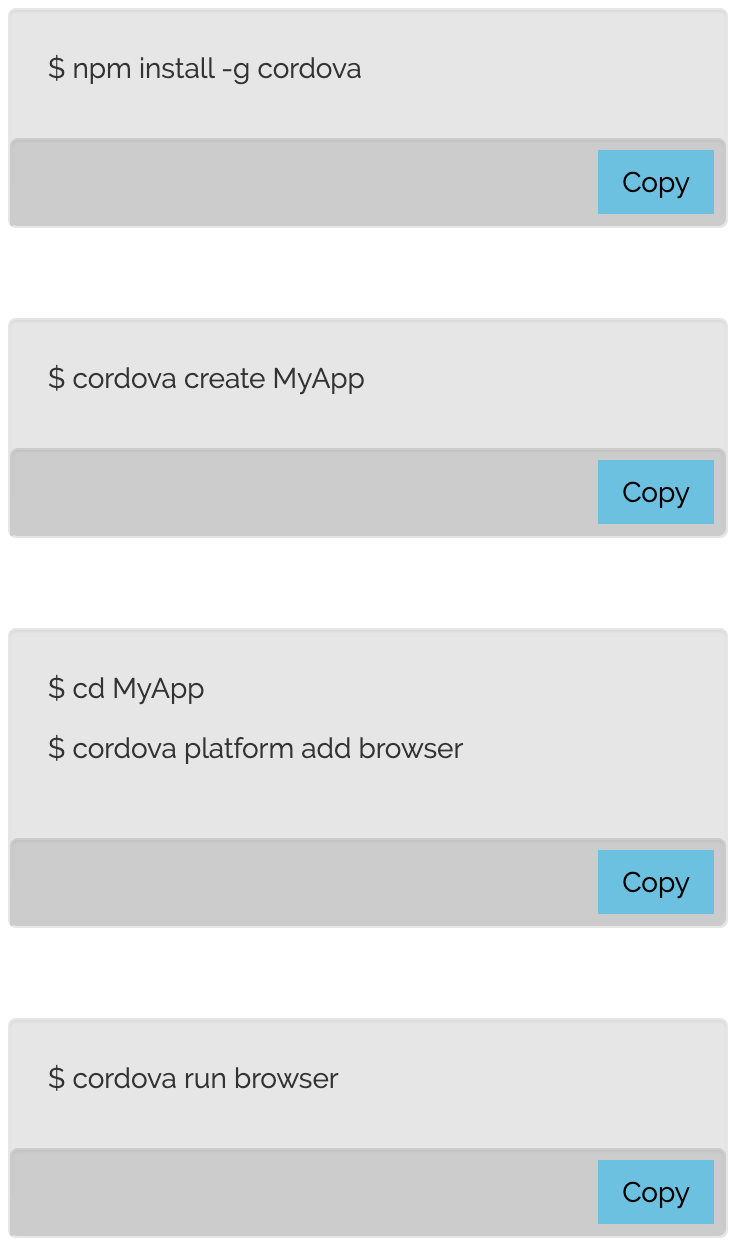 $ npm install -g cordova
Copy
$ cordova create MyApp
Copy
$ cd MyApp
$ cordova platform add browser
Copy
$ cordova run browser
Copy